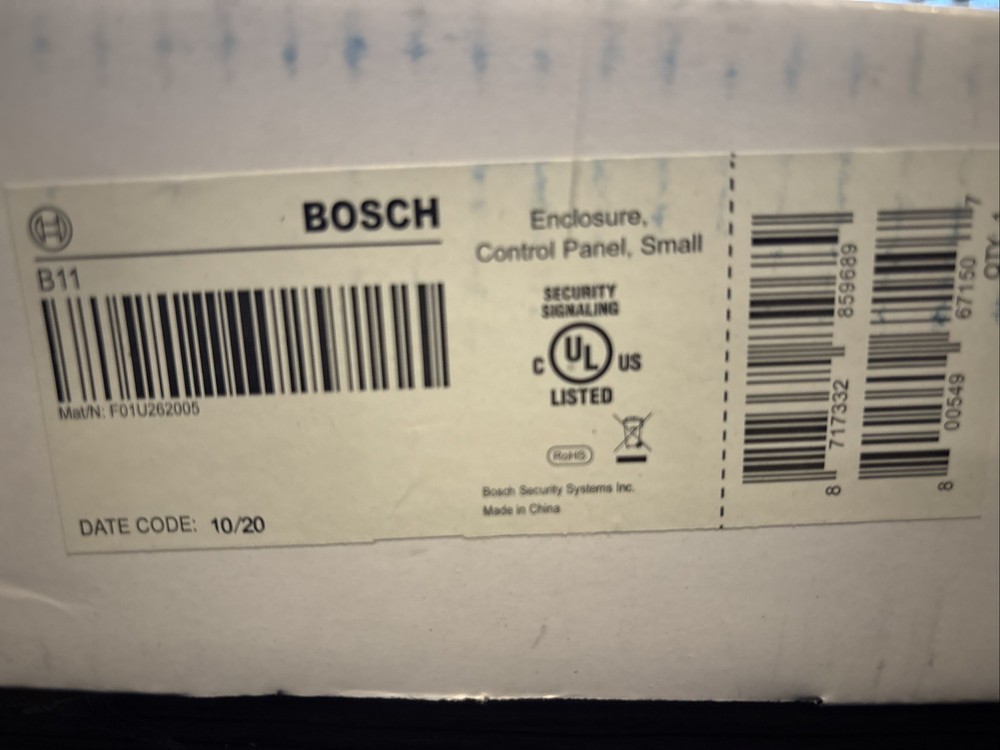 BOSCH
B11
Mat/N: F01U262005
DATE CODE: 10/20
Enclosure,
Control Panel, Small
SECURITY
SIGNALING
C UL US
LISTED
RoHS
Bosch Security Systems Inc.
Made in China
8 717332 859689
8 00549 67150 7
QTY